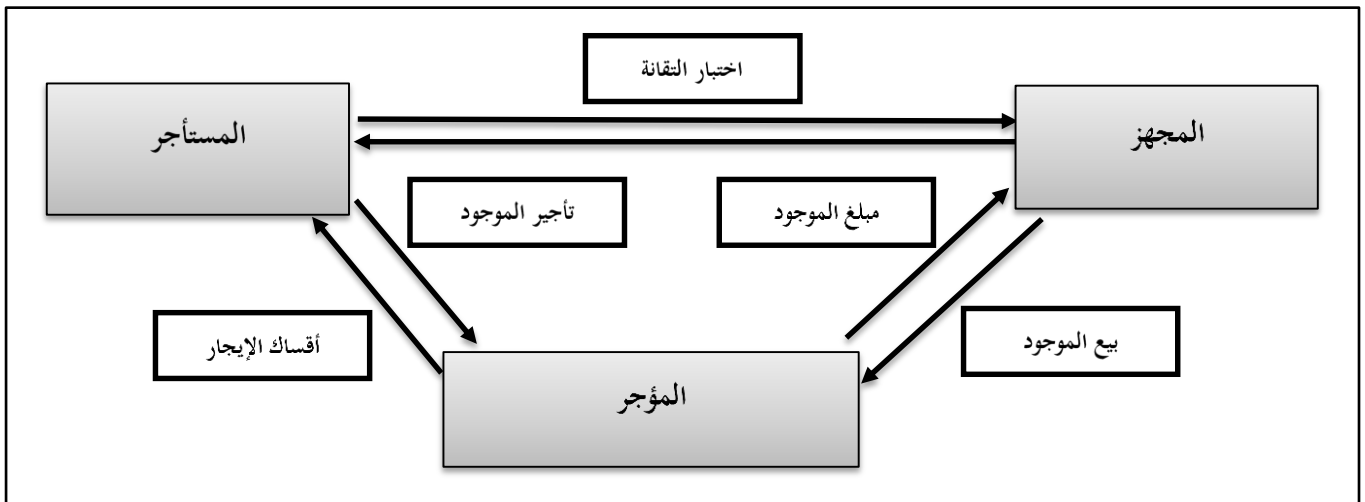 اختبار التقانة
المجهز
المستأجر
مبلغ الموجود
تأجير الموجود
بيع الموجود
أقساك الإيجار
المؤجر